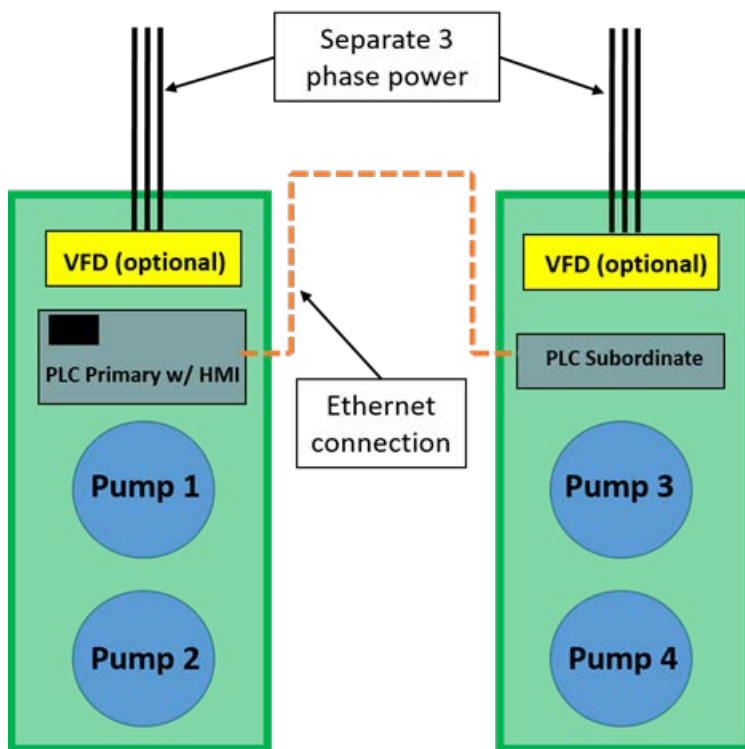 Separate 3
phase power
VFD (optional)
VFD (optional)
PLC Primary w/ HMI
PLC Subordinate
Ethernet
connection
Pump 1
Pump 3
Pump 2
Pump 4